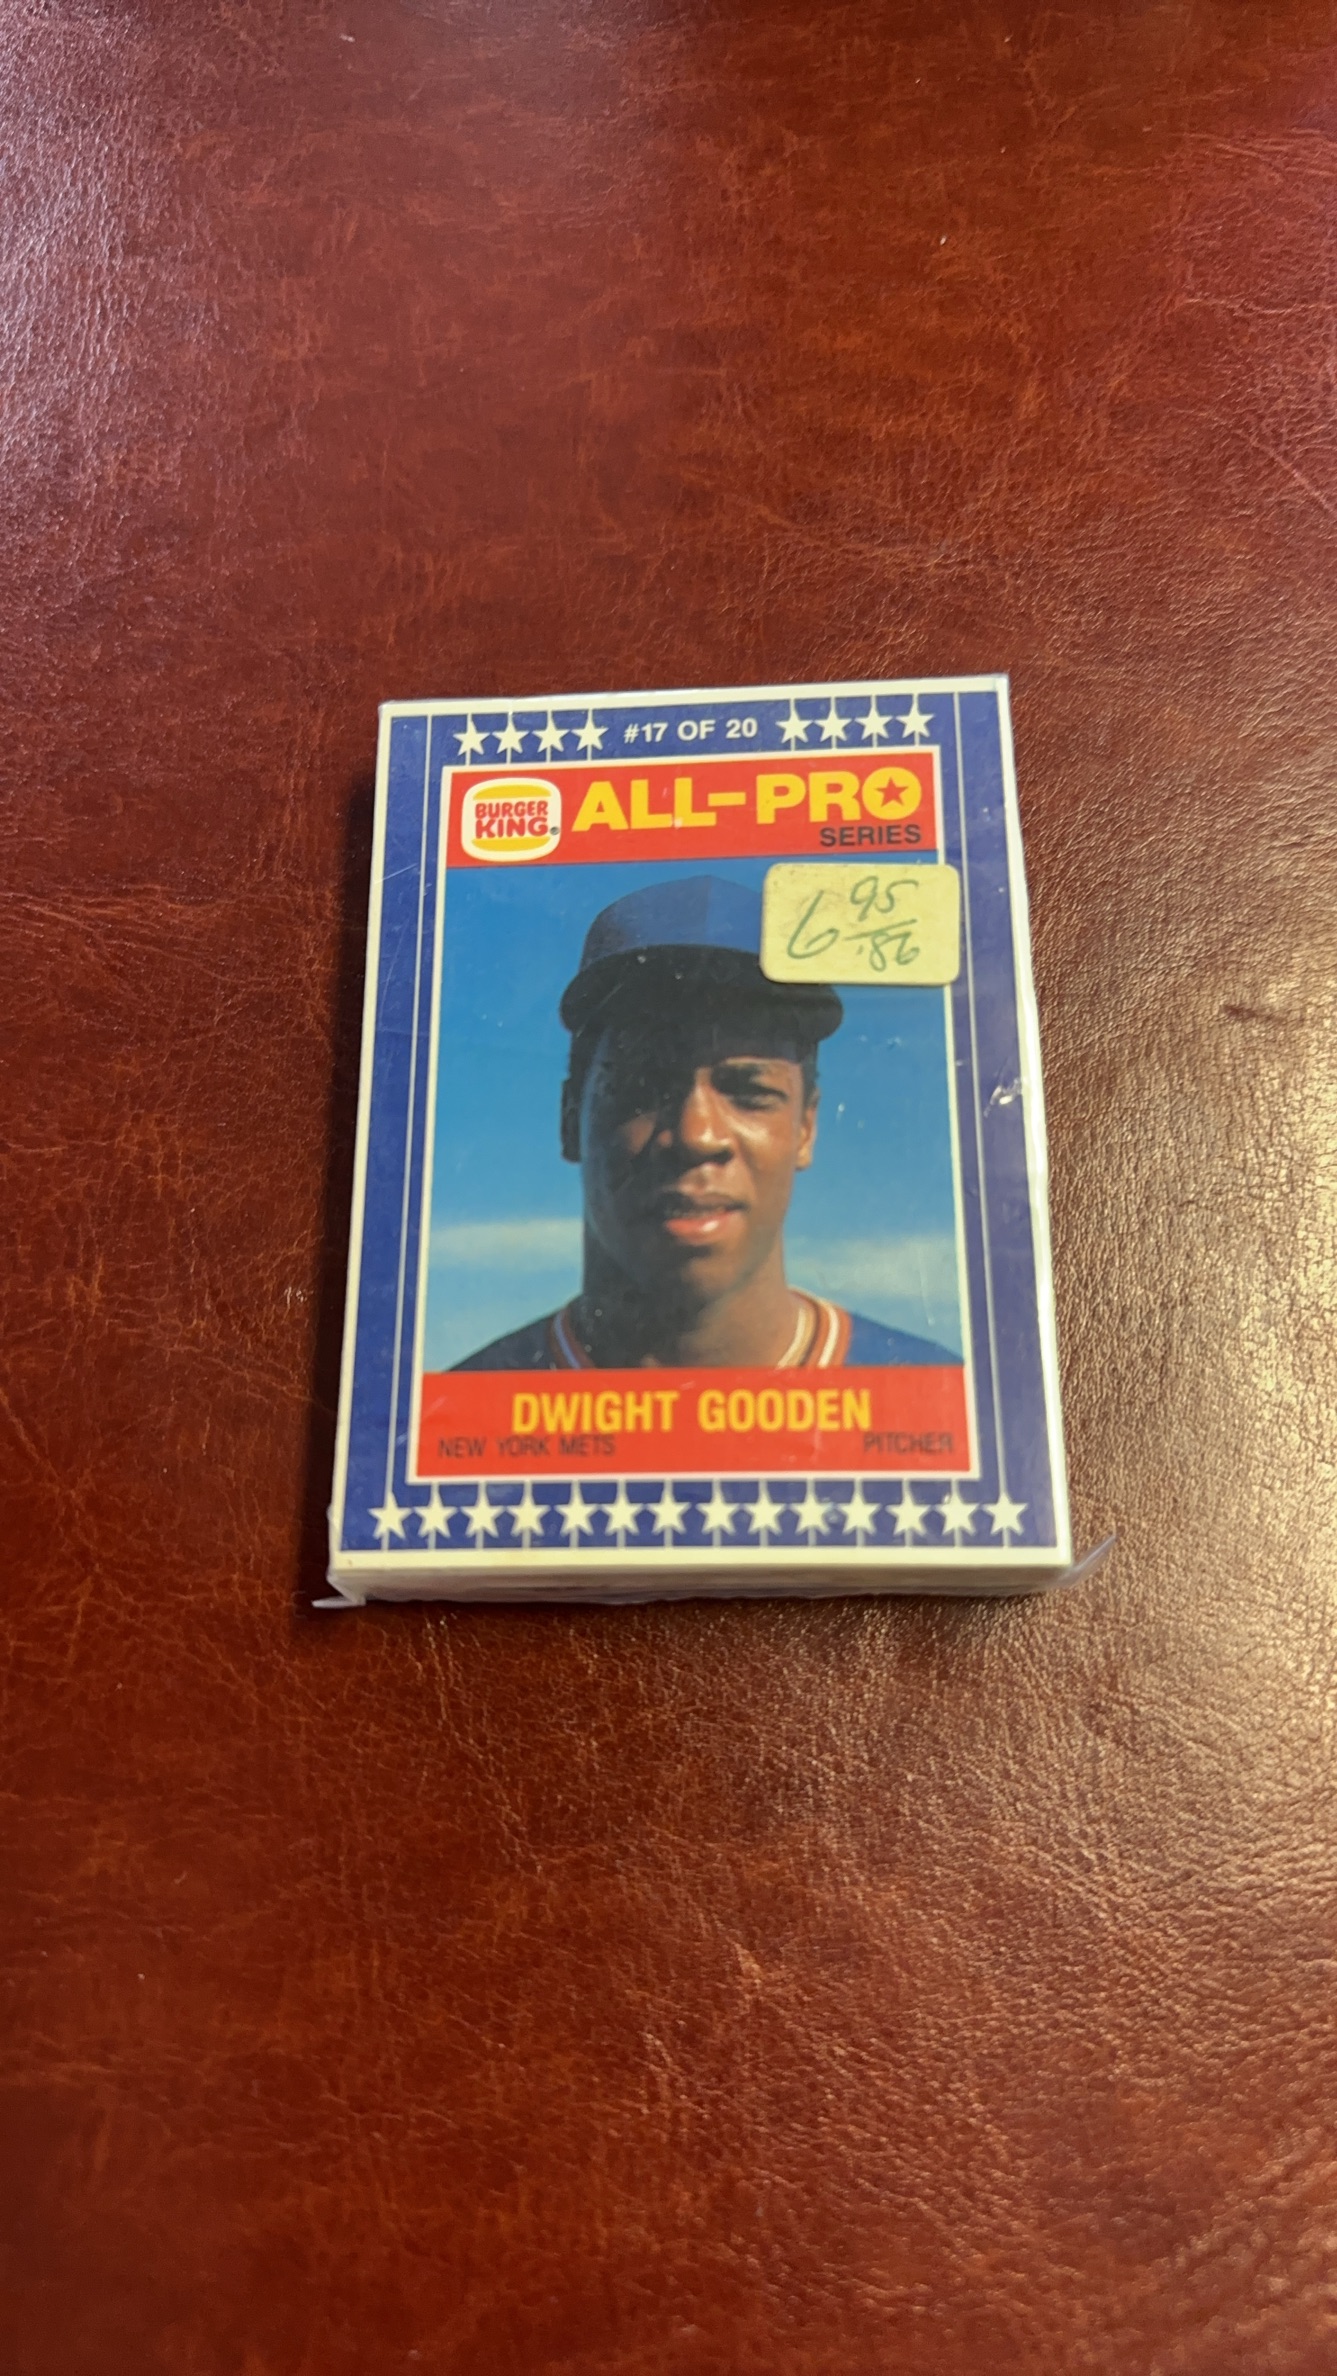 #17 OF 20
BURGER
KING®
ALL-PRO
SERIES
6 95
.86
DWIGHT GOODEN
NEW YORK METS PITCHER